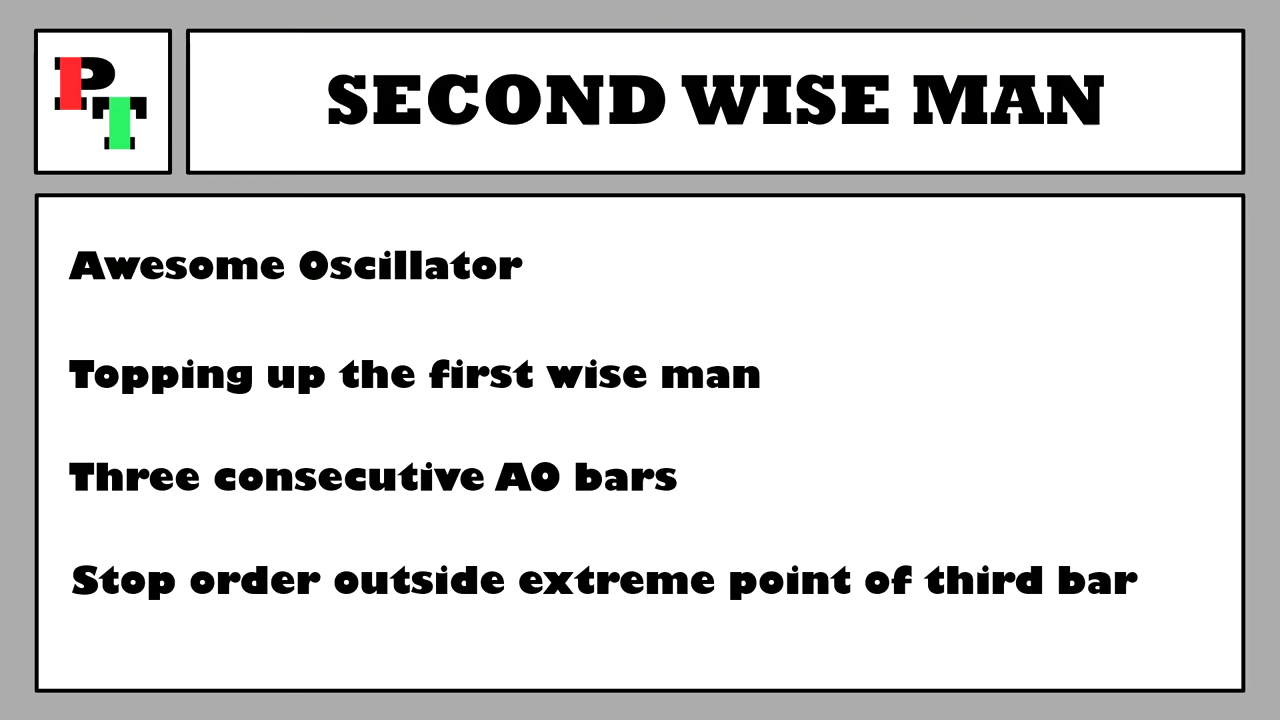 PT
SECOND WISE MAN
Awesome Oscillator
Topping up the first wise man
Three consecutive AO bars
Stop order outside extreme point of third bar